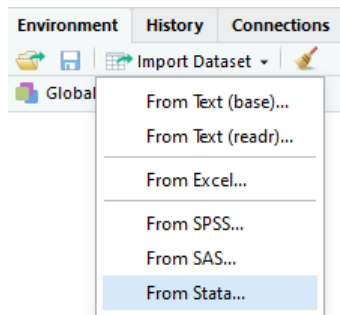 Environment History Connections
Import Dataset
Global
From Text (base)...
From Text (readr)...
From Excel...
From SPSS...
From SAS...
From Stata...